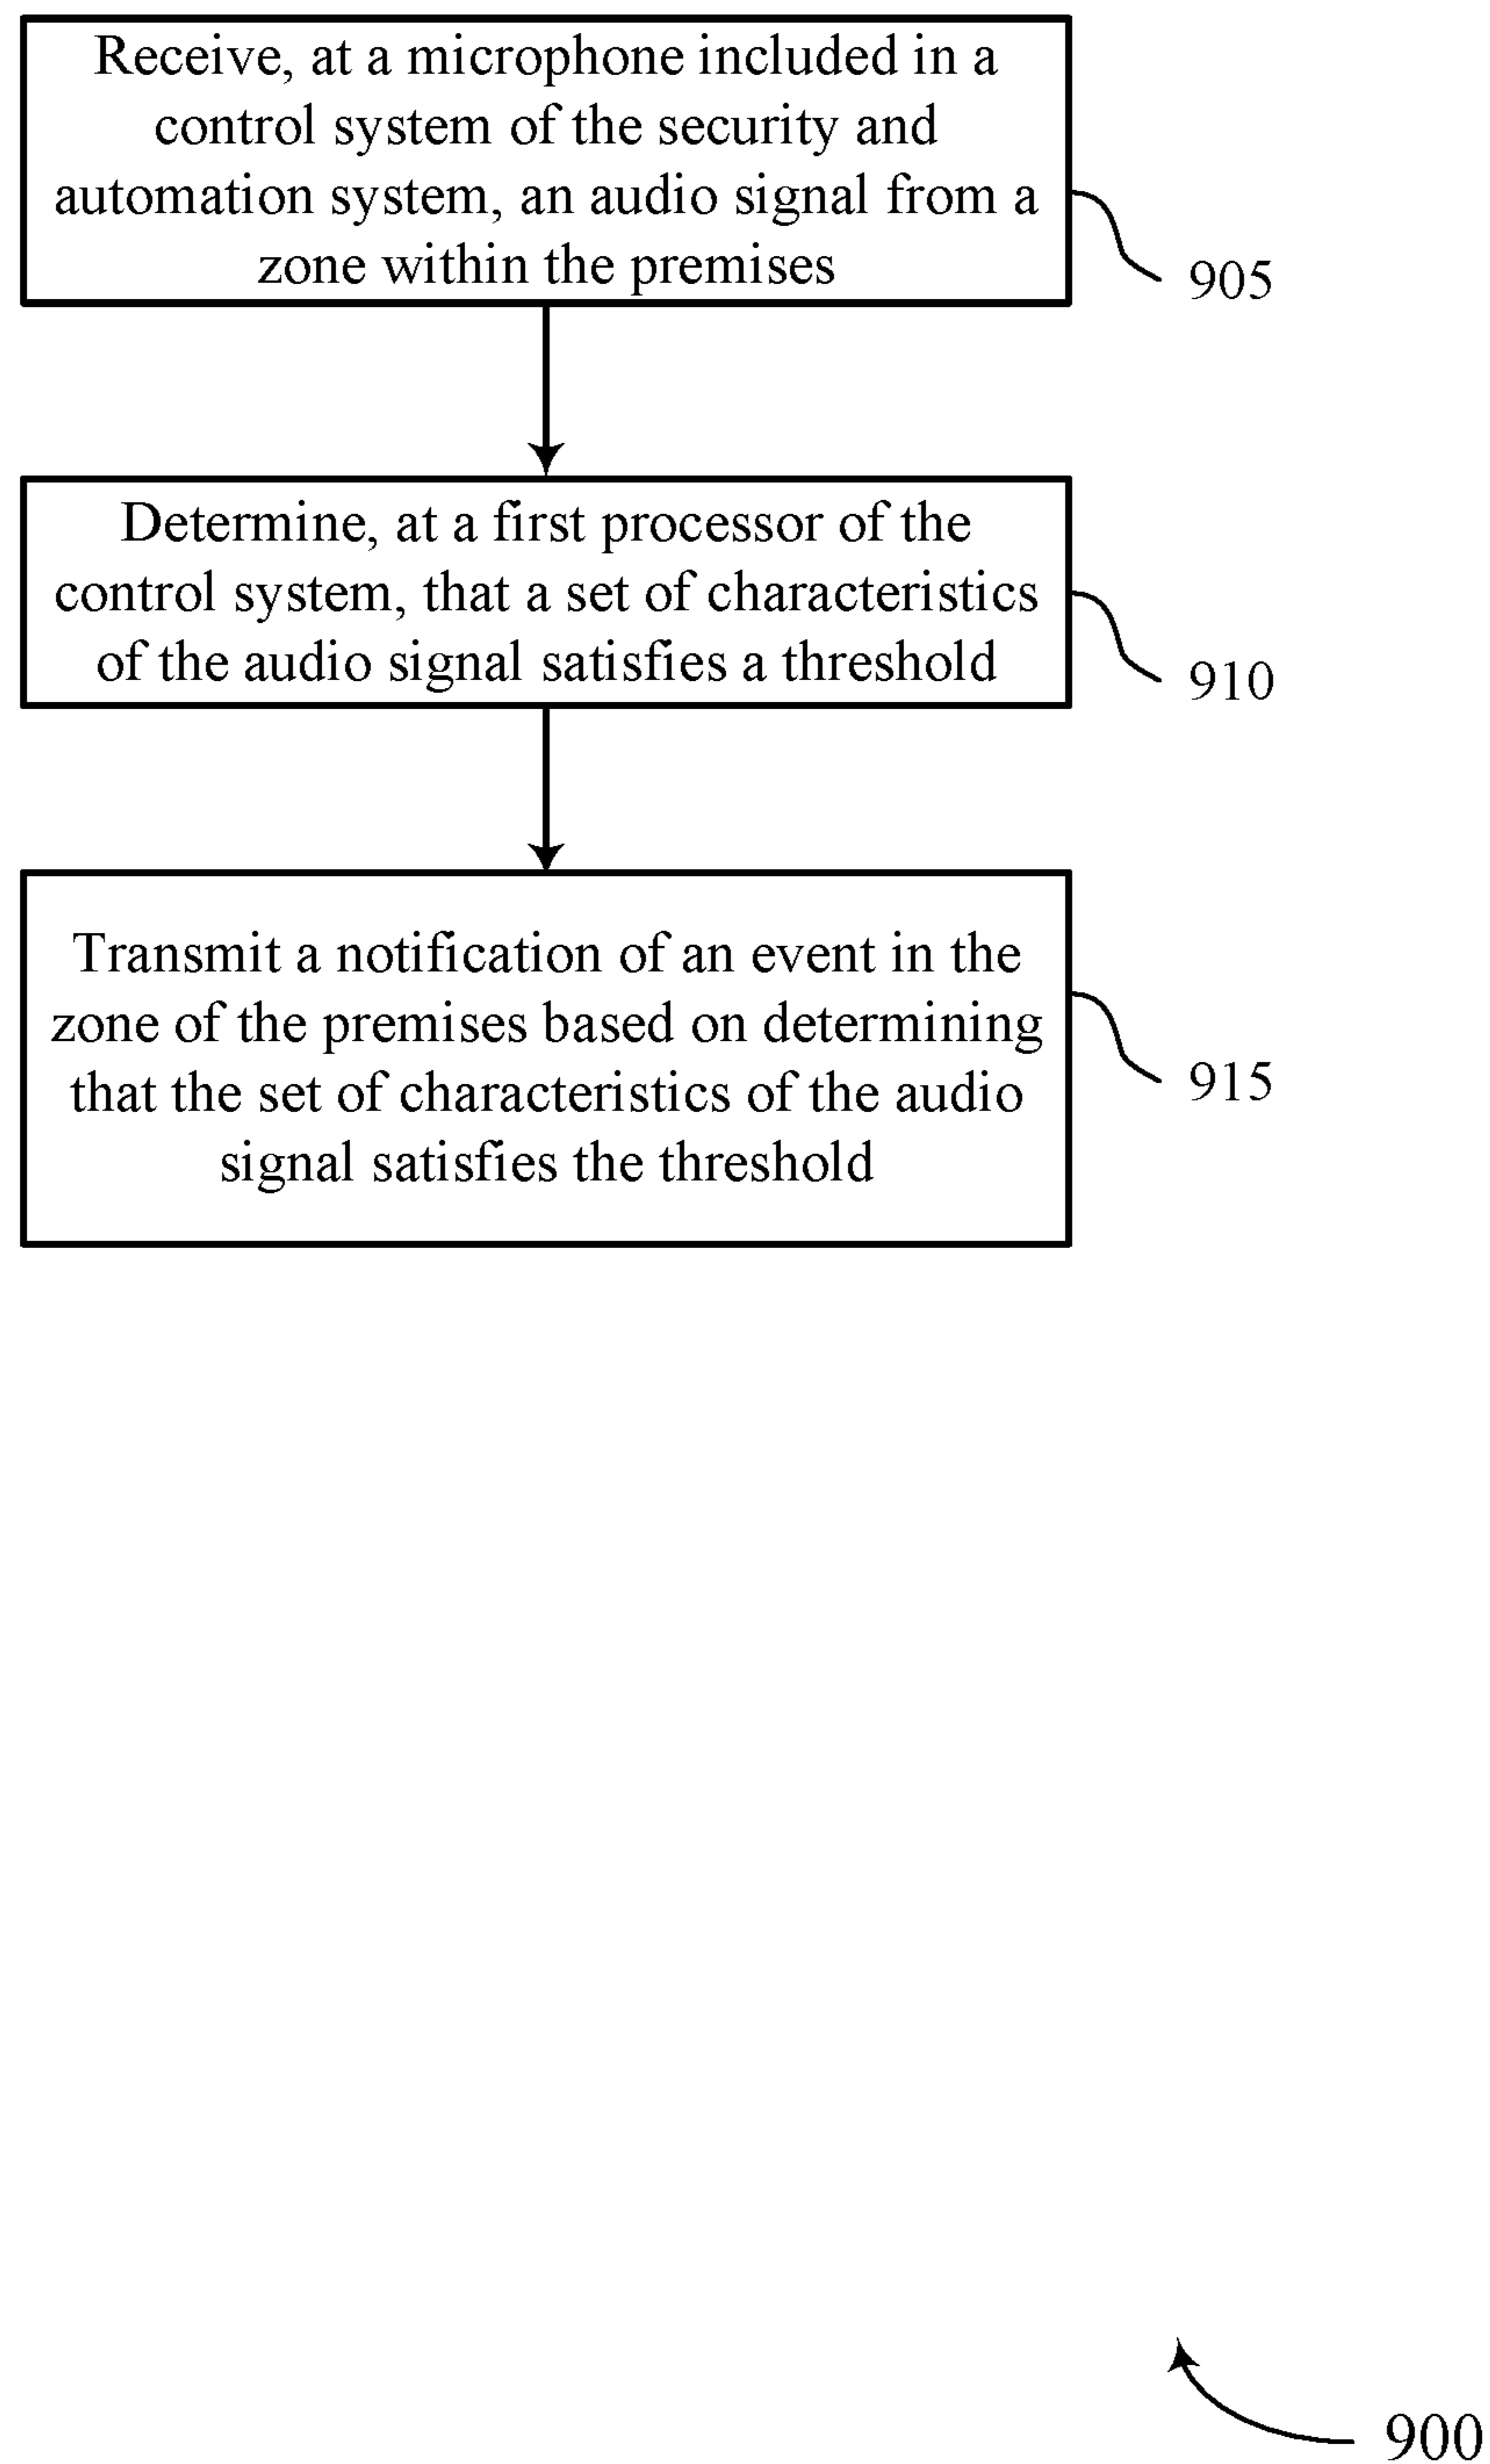 Receive, at a microphone included in a
control system of the security and
automation system, an audio signal from a
zone within the premises
905
Determine, at a first processor of the
control system, that a set of characteristics
of the audio signal satisfies a threshold
910
Transmit a notification of an event in the
zone of the premises based on determining
that the set of characteristics of the audio
signal satisfies the threshold
915
900